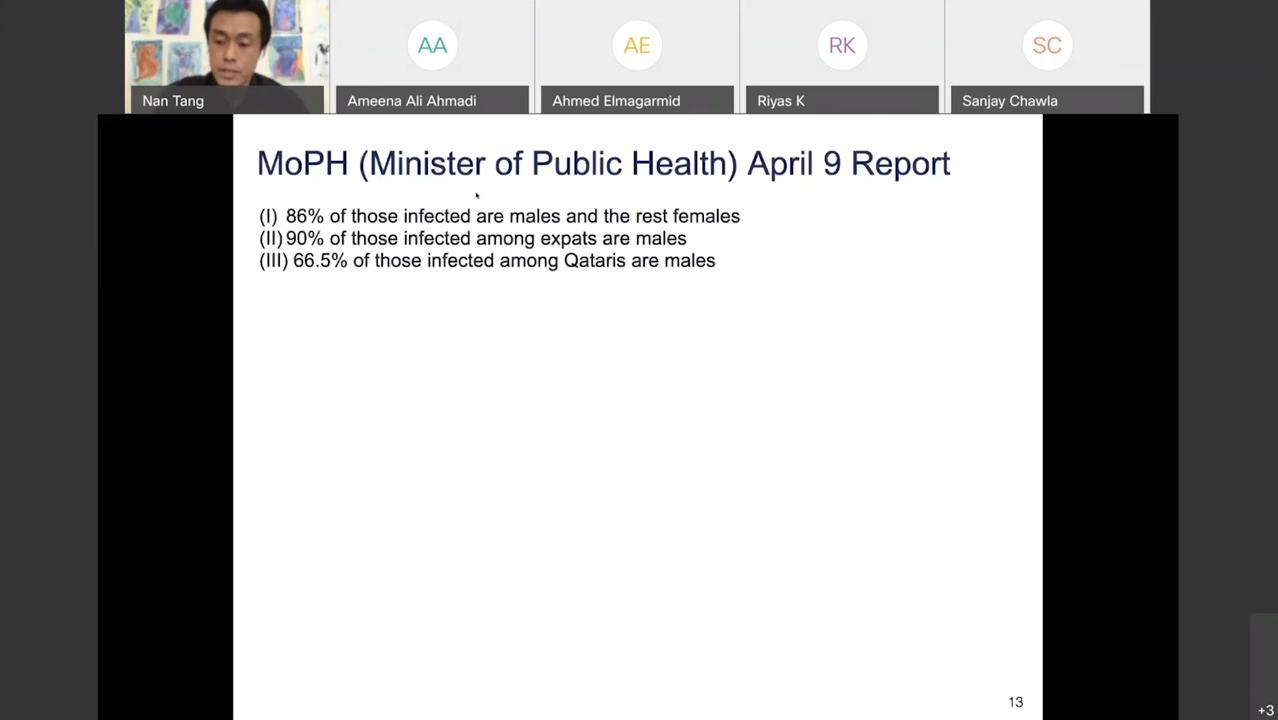 AA
AE
RK
SC
Nan Tang
Ameena Ali Ahmadi
Ahmed Elmagarmid
Riyas K
Sanjay Chawla
MoPH (Minister of Public Health) April 9 Report
(I) 86% of those infected are males and the rest females
(II) 90% of those infected among expats are males
(III) 66.5% of those infected among Qataris are males
13
+3